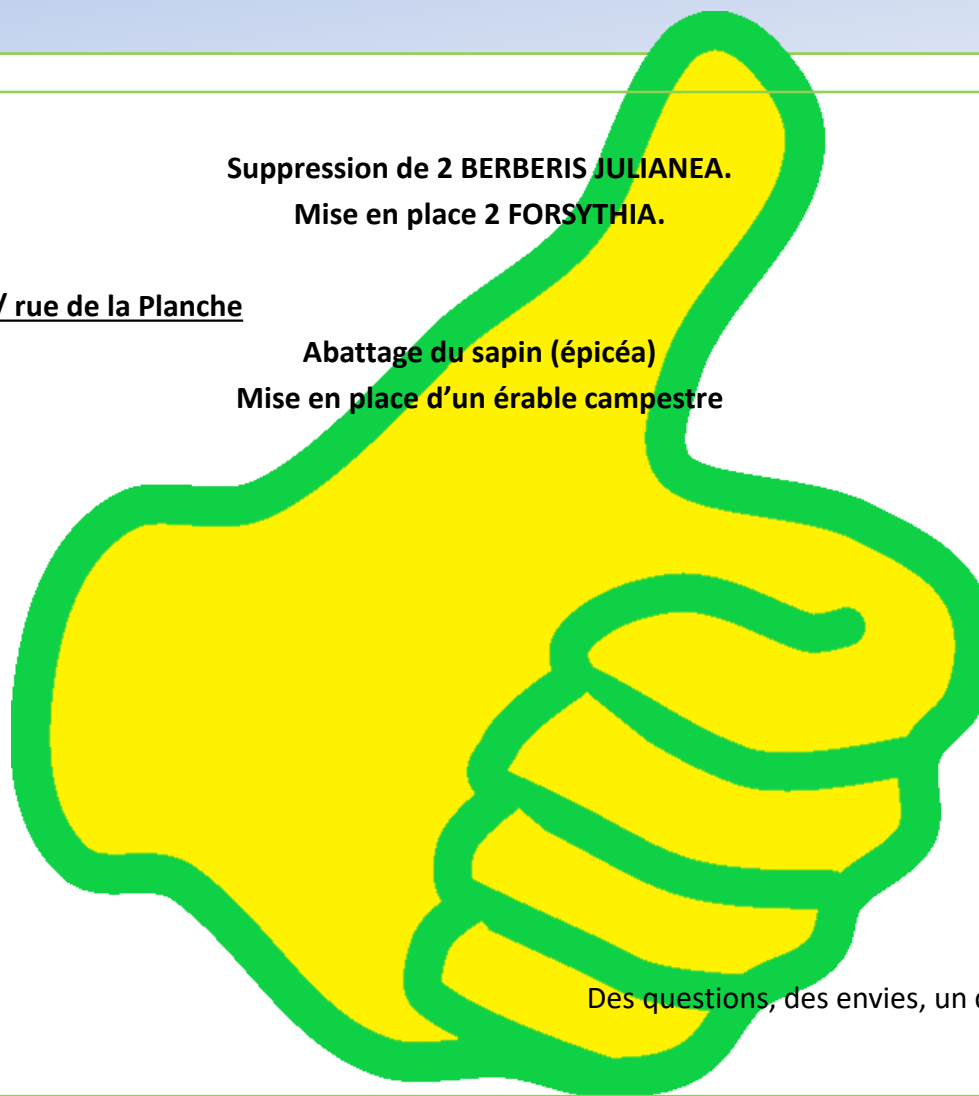 Suppression de 2 BERBERIS JULIANEA.
Mise en place 2 FORSYTHIA.
/ rue de la Planche
Abattage du sapin (épicéa)
Mise en place d’un érable campestre
Des questions, des envies, un